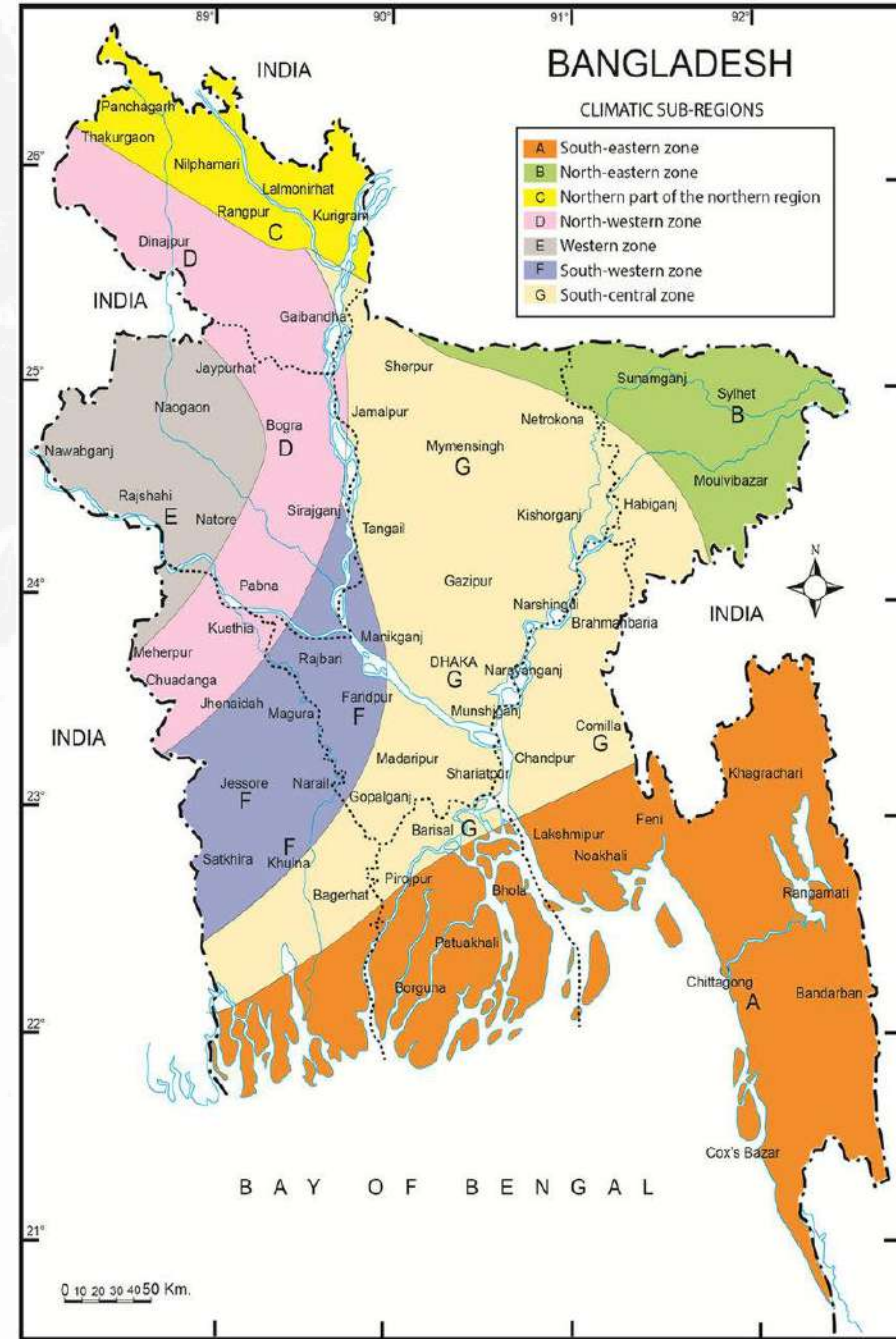 89°
90°
91°
92°
BANGLADESH
CLIMATIC SUB-REGIONS
A South-eastern zone
B North-eastern zone
C Northern part of the northern region
D North-western zone
E Western zone
F South-western zone
G South-central zone
INDIA
Panchagarh
Thakurgaon
26°
Nilphamari
Lalmonirhat
Rangpur
Kurigram
C
Dinajpur
D
INDIA
Gaibandha
25°
Jaypurhat
Sherpur
Sunamganj
Sylhet
B
Naogaon
Jamalpur
Netrokona
Bogra
D
Nawabganj
Mymensingh
G
Moulvibazar
Rajshahi
E
Natore
Sirajganj
Kishorganj
Habiganj
Tangail
N
24°
Pabna
Gazipur
Narshingdi
INDIA
Kusthia
Manikganj
Brahmanbaria
Meherpur
Rajbari
DHAKA
G
Narayanganj
Chuadanga
Jhenaidah
Magura
Faridpur
F
Munshiganj
Comilla
G
INDIA
Madaripur
Chandpur
Shariatpur
Khagrachari
23°
Jessore
F
Narail
Gopalganj
Barisal
G
Lakshmipur
Feni
Noakhali
Satkhira
Khulna
F
Pirojpur
Bagerhat
Bhola
Rangamati
Patuakhali
Borguna
Chittagong
A
Bandarban
22°
Cox's Bazar
BAY OF BENGAL
21°
0 10 20 30 40 50 Km.